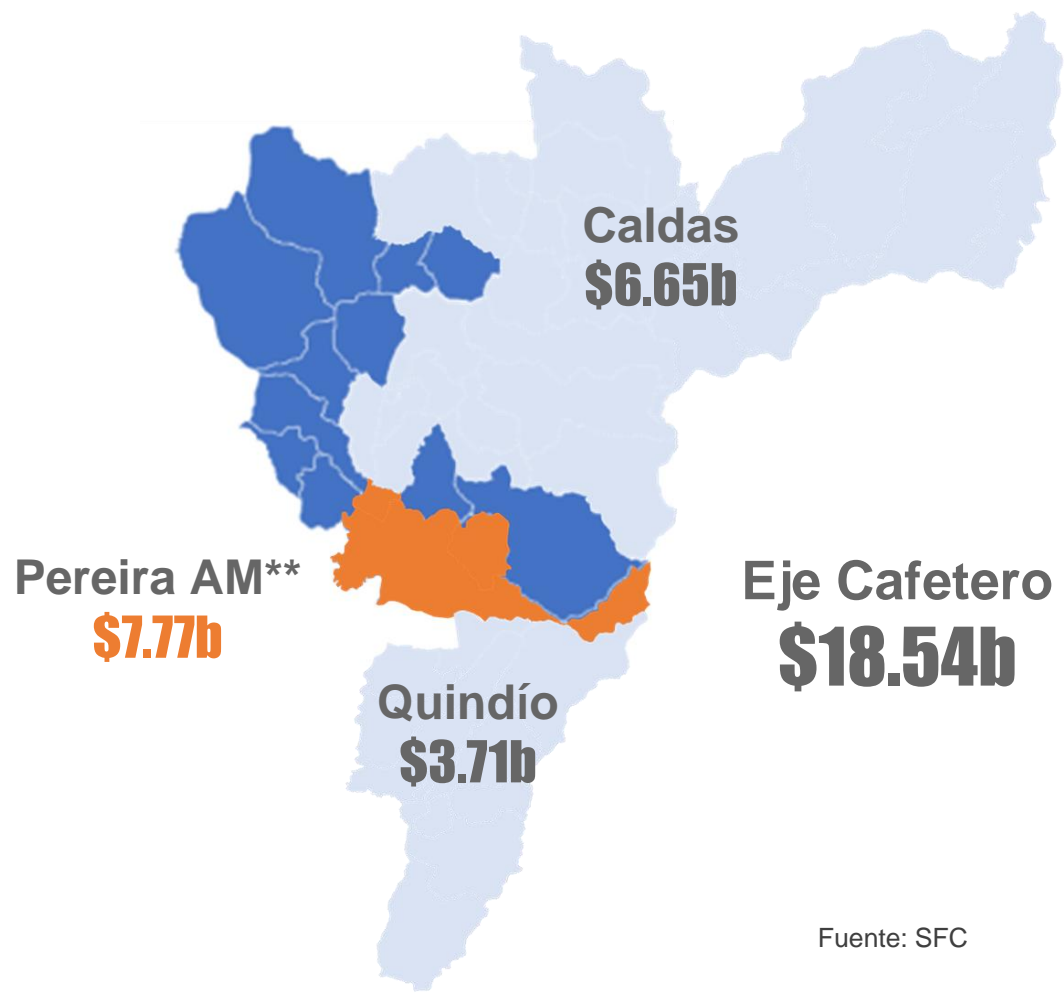 Caldas
$6.65b
Pereira AM**
$7.77b
Eje Cafetero
$18.54b
Quindío
$3.71b
Fuente: SFC